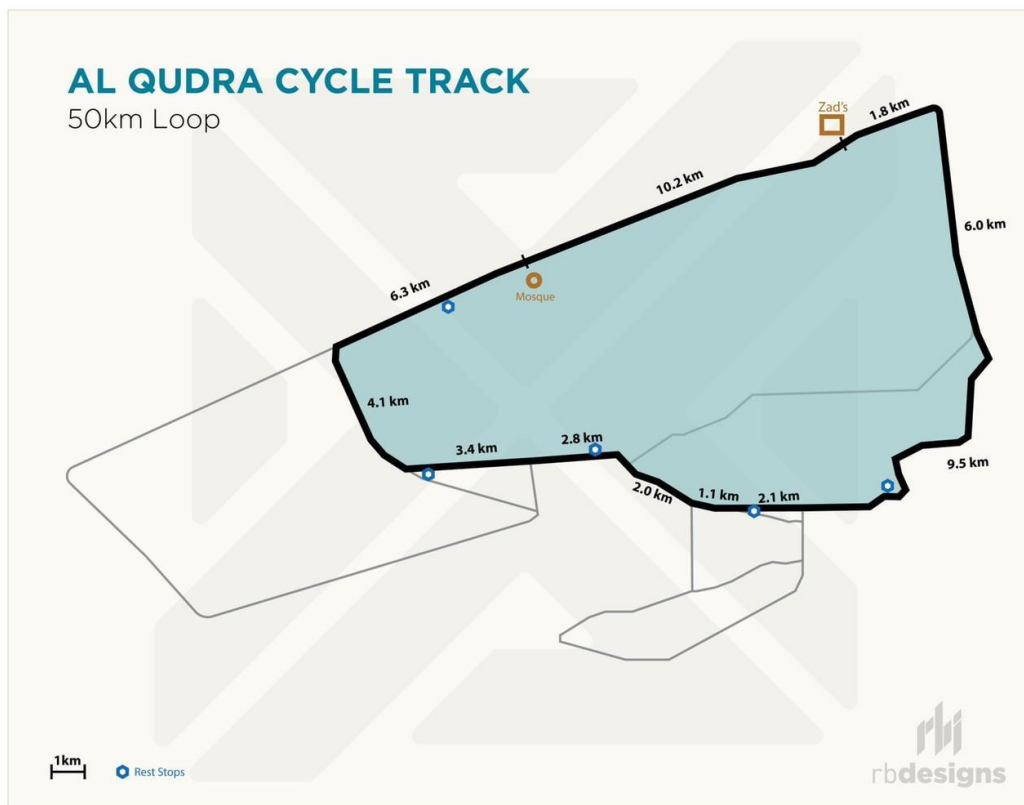 AL QUDRA CYCLE TRACK
50km Loop
Zad's
1.8 km
10.2 km
6.0 km
6.3 km
Mosque
4.1 km
3.4 km
2.8 km
2.0 km
1.1 km
2.1 km
9.5 km
1km
Rest Stops
rbdesigns